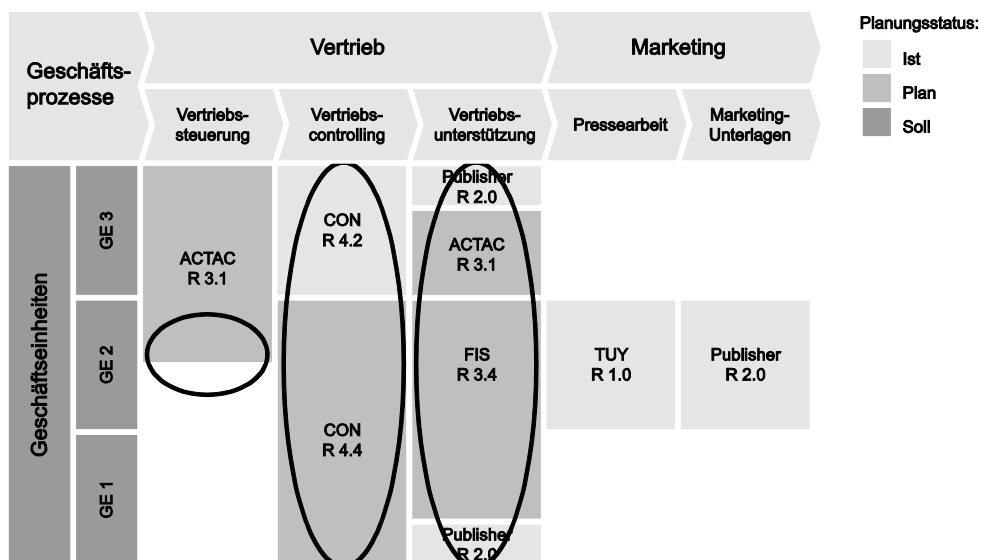 Geschäfts-
prozesse
Vertrieb
Marketing
Planungsstatus:
Ist
Plan
Soll
Vertriebs-
steuerung
Vertriebs-
controlling
Vertriebs-
unterstützung
Pressearbeit
Marketing-
Unterlagen
Geschäftseinheiten
GE 3
GE 2
GE 1
ACTAC
R 3.1
CON
R 4.2
CON
R 4.4
Publisher
R 2.0
ACTAC
R 3.1
FIS
R 3.4
Publisher
R 2.0
TUY
R 1.0
Publisher
R 2.0